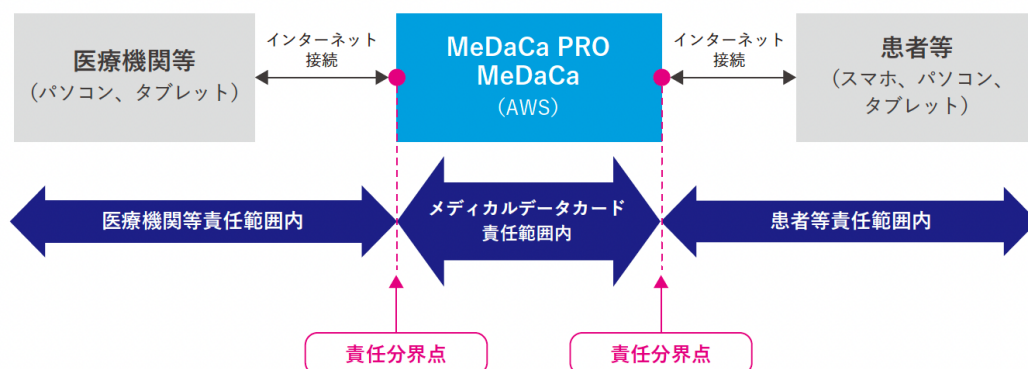 医療機関等
（パソコン、タブレット）
インターネット
接続
MeDaCa PRO
MeDaCa
（AWS）
インターネット
接続
患者等
（スマホ、パソコン、
タブレット）
医療機関等責任範囲内
メディカルデータカード
責任範囲内
患者等責任範囲内
責任分界点
責任分界点